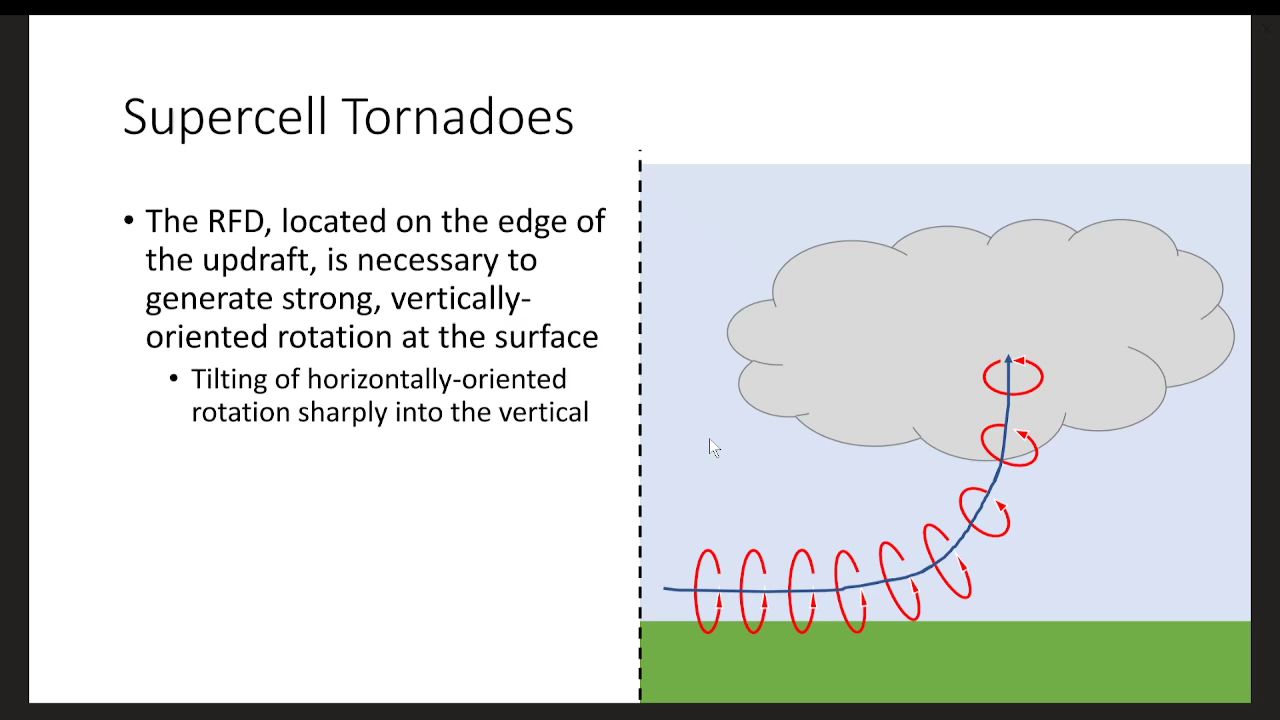 Supercell Tornadoes
• The RFD, located on the edge of
the updraft, is necessary to
generate strong, vertically-
oriented rotation at the surface
• Tilting of horizontally-oriented
rotation sharply into the vertical